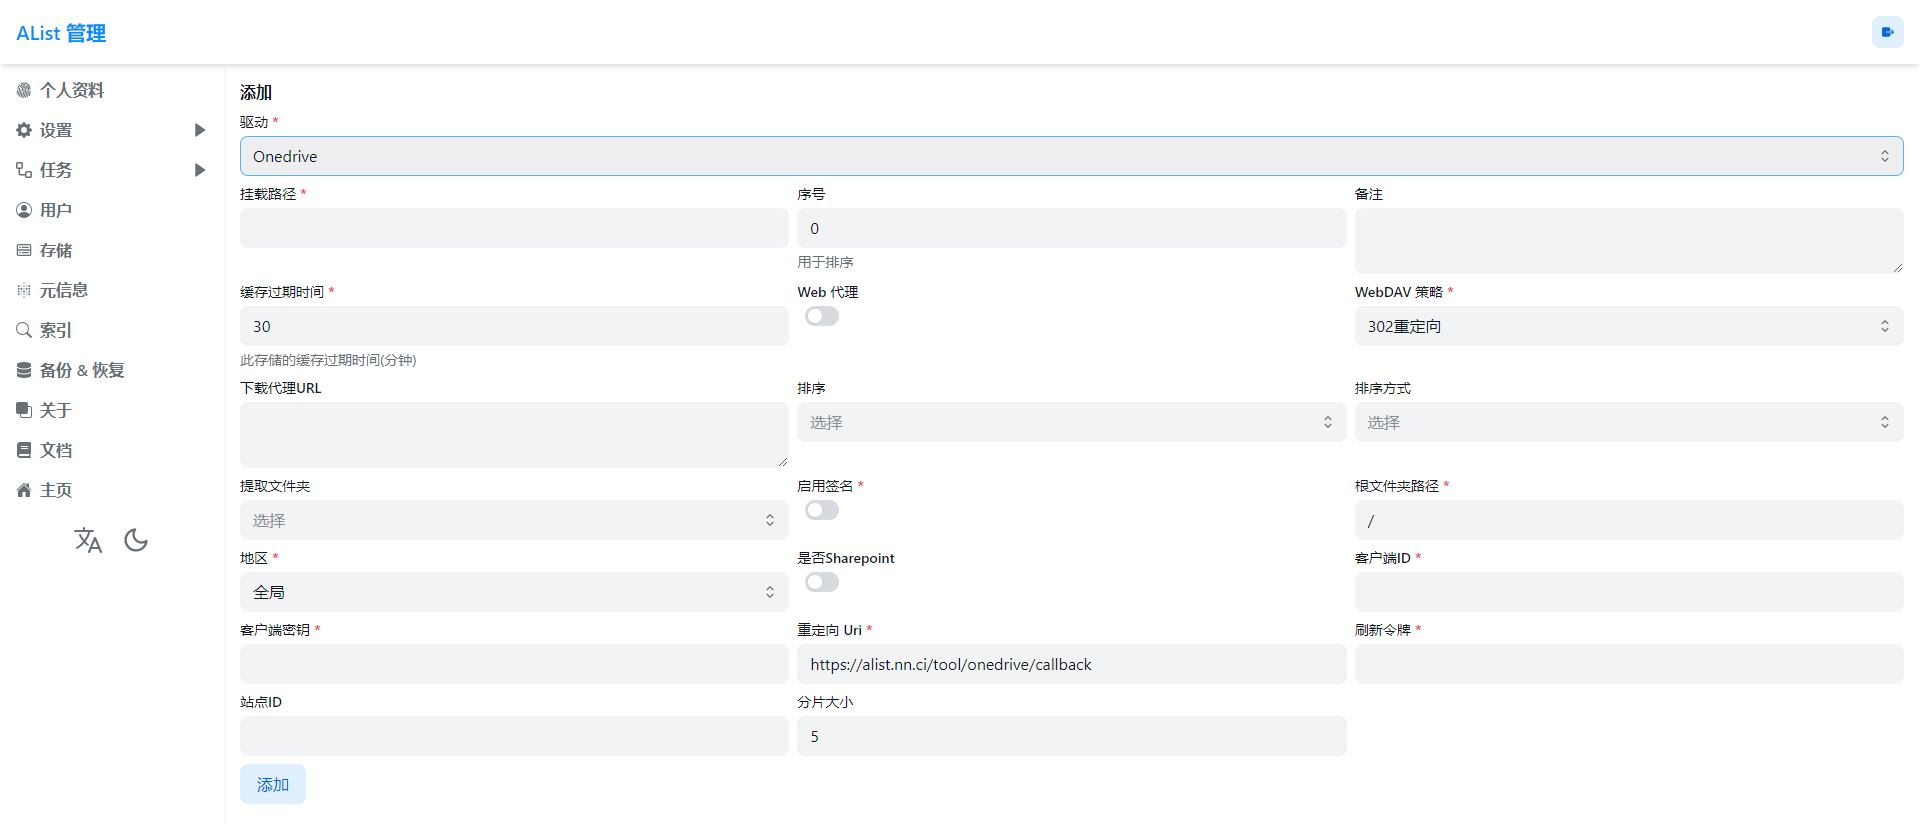 AList 管理
个人资料
设置
任务
用户
存储
元信息
索引
备份 & 恢复
关于
文档
主页
添加
驱动 *
Onedrive
挂载路径 *
序号
0
用于排序
备注
缓存过期时间 *
30
此存储的缓存过期时间(分钟)
Web 代理
WebDAV 策略 *
302重定向
下载代理URL
排序
选择
排序方式
选择
提取文件夹
选择
启用签名 *
根文件夹路径 *
/
地区 *
全局
是否Sharepoint
客户端ID *
客户端密钥 *
重定向 Uri *
https://alist.nn.ci/tool/onedrive/callback
刷新令牌 *
站点ID
分片大小
5
添加